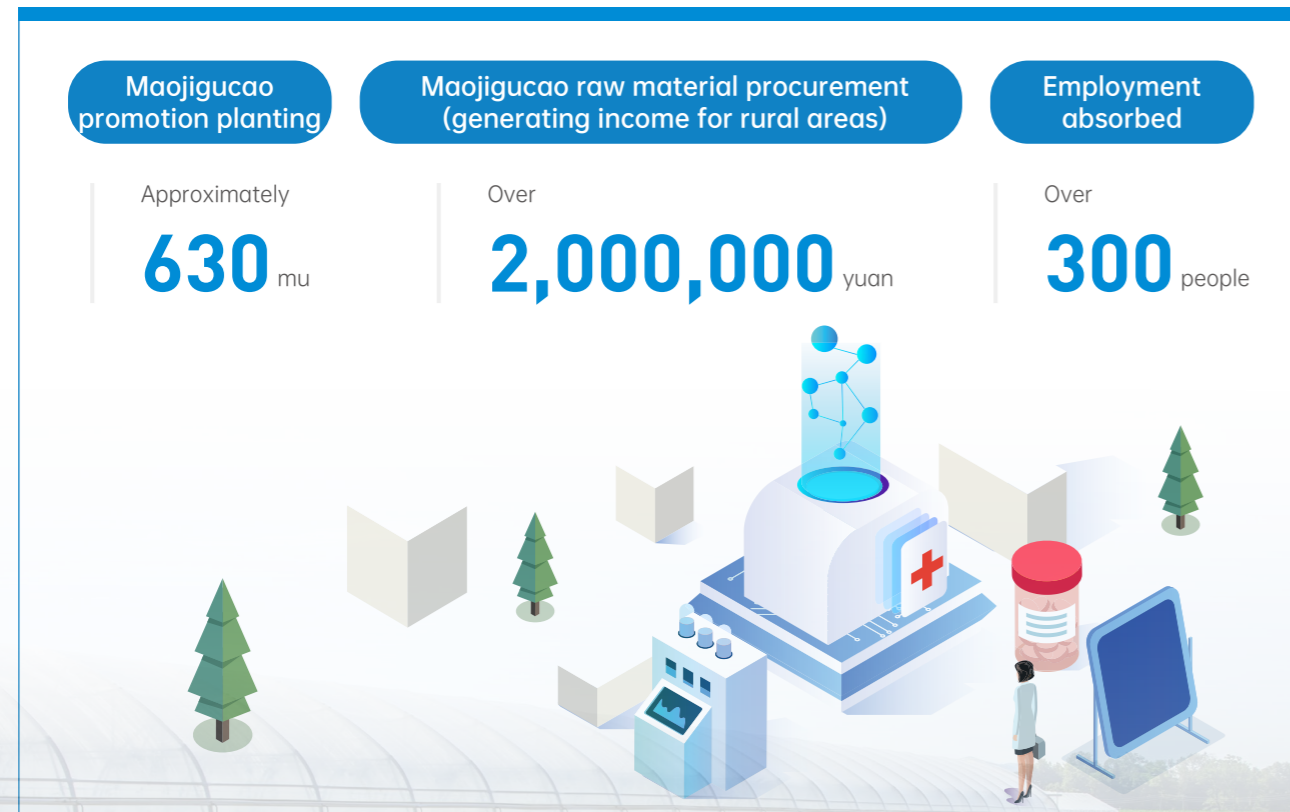 Maojigucao
promotion planting
Maojigucao raw material procurement
(generating income for rural areas)
Employment
absorbed
Approximately
630 mu
Over
2,000,000 yuan
Over
300 people